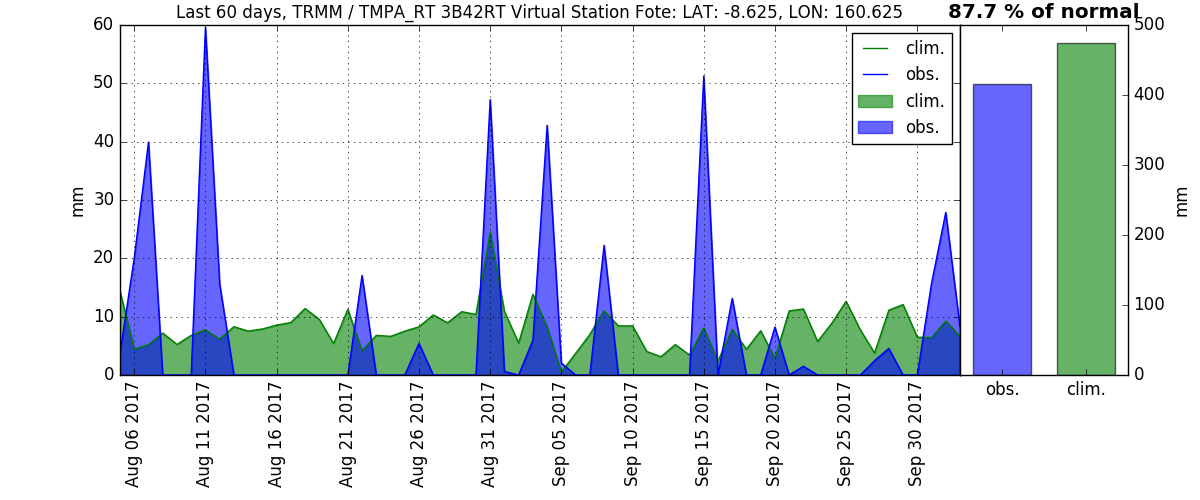 Last 60 days, TRMM / TMPA_RT 3B42RT Virtual Station Fote: LAT: -8.625, LON: 160.625
87.7 % of normal
mm
60
50
40
30
20
10
0
clim.
obs.
clim.
obs.
Aug 06 2017
Aug 11 2017
Aug 16 2017
Aug 21 2017
Aug 26 2017
Aug 31 2017
Sep 05 2017
Sep 10 2017
Sep 15 2017
Sep 20 2017
Sep 25 2017
Sep 30 2017
obs.
clim.
500
400
300
200
100
0
mm